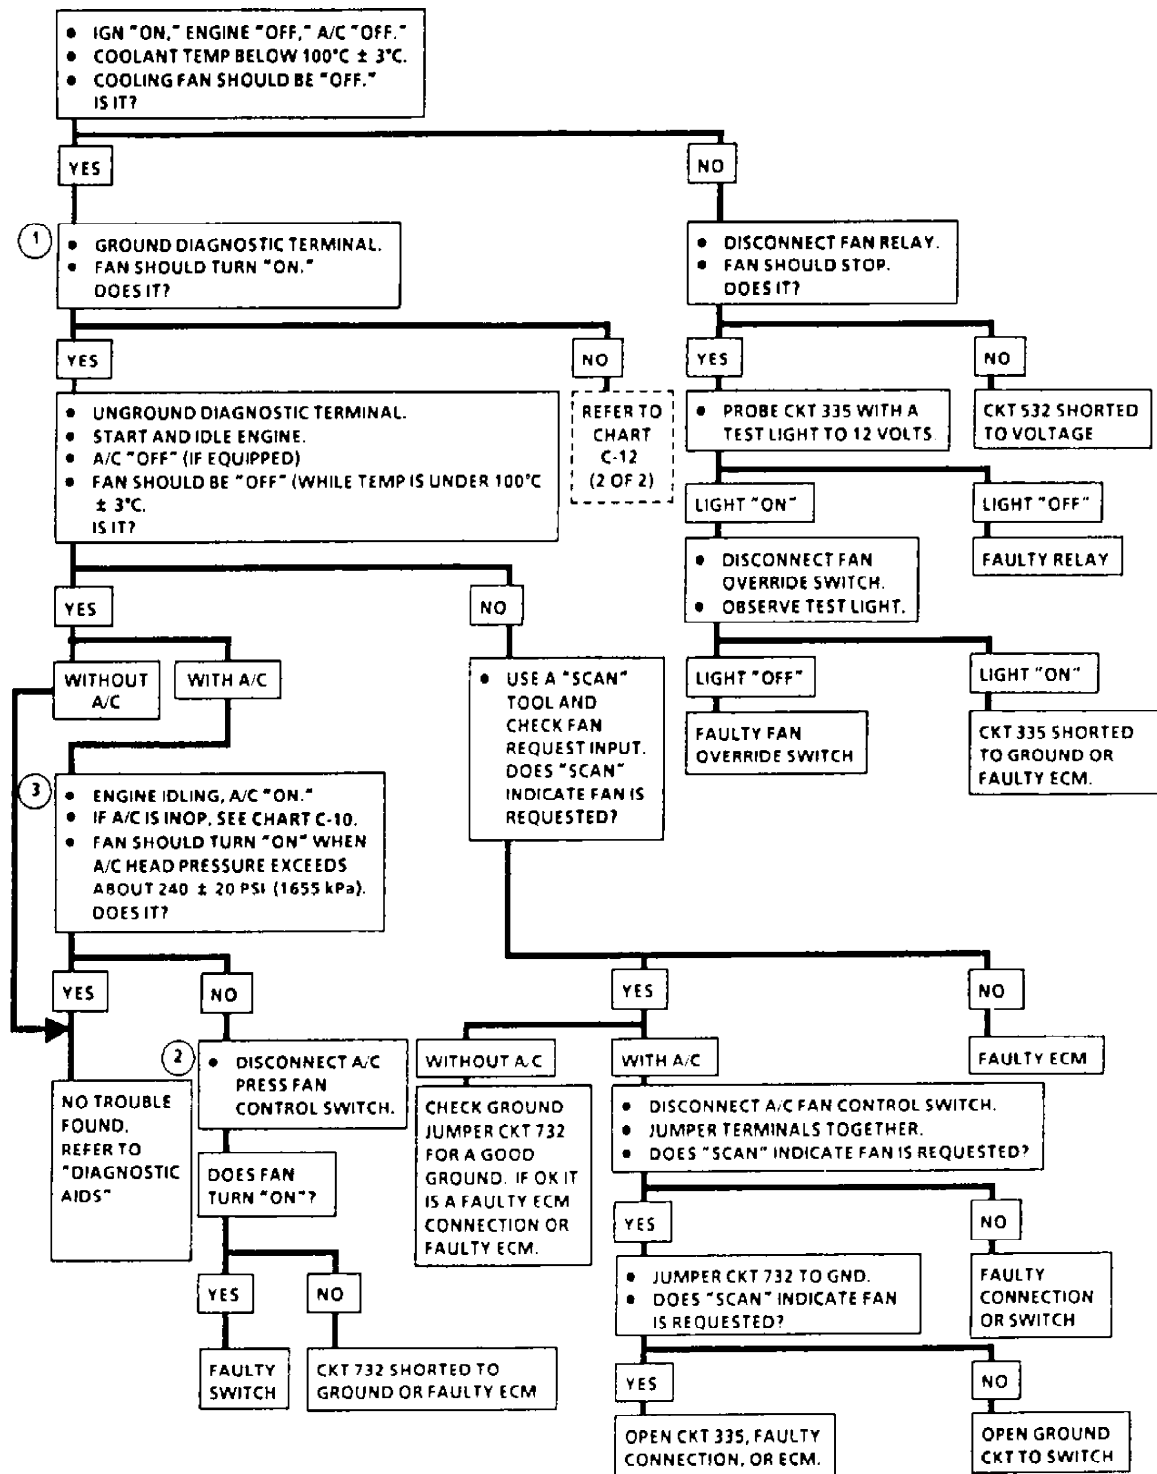 • IGN "ON," ENGINE "OFF," A/C "OFF."
• COOLANT TEMP BELOW 100°C ± 3°C.
• COOLING FAN SHOULD BE "OFF."
IS IT?
YES
NO
1
• GROUND DIAGNOSTIC TERMINAL.
• FAN SHOULD TURN "ON."
DOES IT?
• DISCONNECT FAN RELAY.
• FAN SHOULD STOP.
DOES IT?
YES
NO
YES
NO
• UNGROUND DIAGNOSTIC TERMINAL.
• START AND IDLE ENGINE.
• A/C "OFF" (IF EQUIPPED)
• FAN SHOULD BE "OFF" (WHILE TEMP IS UNDER 100°C
± 3°C.
IS IT?
REFER TO
CHART
C-12
(2 OF 2)
• PROBE CKT 335 WITH A
TEST LIGHT TO 12 VOLTS.
CKT 532 SHORTED
TO VOLTAGE
LIGHT "ON"
LIGHT "OFF"
• DISCONNECT FAN
OVERRIDE SWITCH.
• OBSERVE TEST LIGHT.
FAULTY RELAY
YES
NO
WITHOUT
A/C
WITH A/C
• USE A "SCAN"
TOOL AND
CHECK FAN
REQUEST INPUT.
DOES "SCAN"
INDICATE FAN IS
REQUESTED?
LIGHT "OFF"
LIGHT "ON"
FAULTY FAN
OVERRIDE SWITCH
CKT 335 SHORTED
TO GROUND OR
FAULTY ECM.
3
• ENGINE IDLING, A/C "ON."
• IF A/C IS INOP, SEE CHART C-10.
• FAN SHOULD TURN "ON" WHEN
A/C HEAD PRESSURE EXCEEDS
ABOUT 240 ± 20 PSI (1655 kPa).
DOES IT?
YES
NO
YES
NO
2
• DISCONNECT A/C
PRESS FAN
CONTROL SWITCH.
WITHOUT A/C
WITH A/C
FAULTY ECM
NO TROUBLE
FOUND.
REFER TO
"DIAGNOSTIC
AIDS"
CHECK GROUND
JUMPER CKT 732
FOR A GOOD
GROUND. IF OK IT
IS A FAULTY ECM
CONNECTION OR
FAULTY ECM.
• DISCONNECT A/C FAN CONTROL SWITCH.
• JUMPER TERMINALS TOGETHER.
• DOES "SCAN" INDICATE FAN IS REQUESTED?
DOES FAN
TURN "ON"?
YES
NO
YES
NO
• JUMPER CKT 732 TO GND.
• DOES "SCAN" INDICATE FAN
IS REQUESTED?
FAULTY
CONNECTION
OR SWITCH
FAULTY
SWITCH
CKT 732 SHORTED TO
GROUND OR FAULTY ECM
YES
NO
OPEN CKT 335, FAULTY
CONNECTION, OR ECM.
OPEN GROUND
CKT TO SWITCH